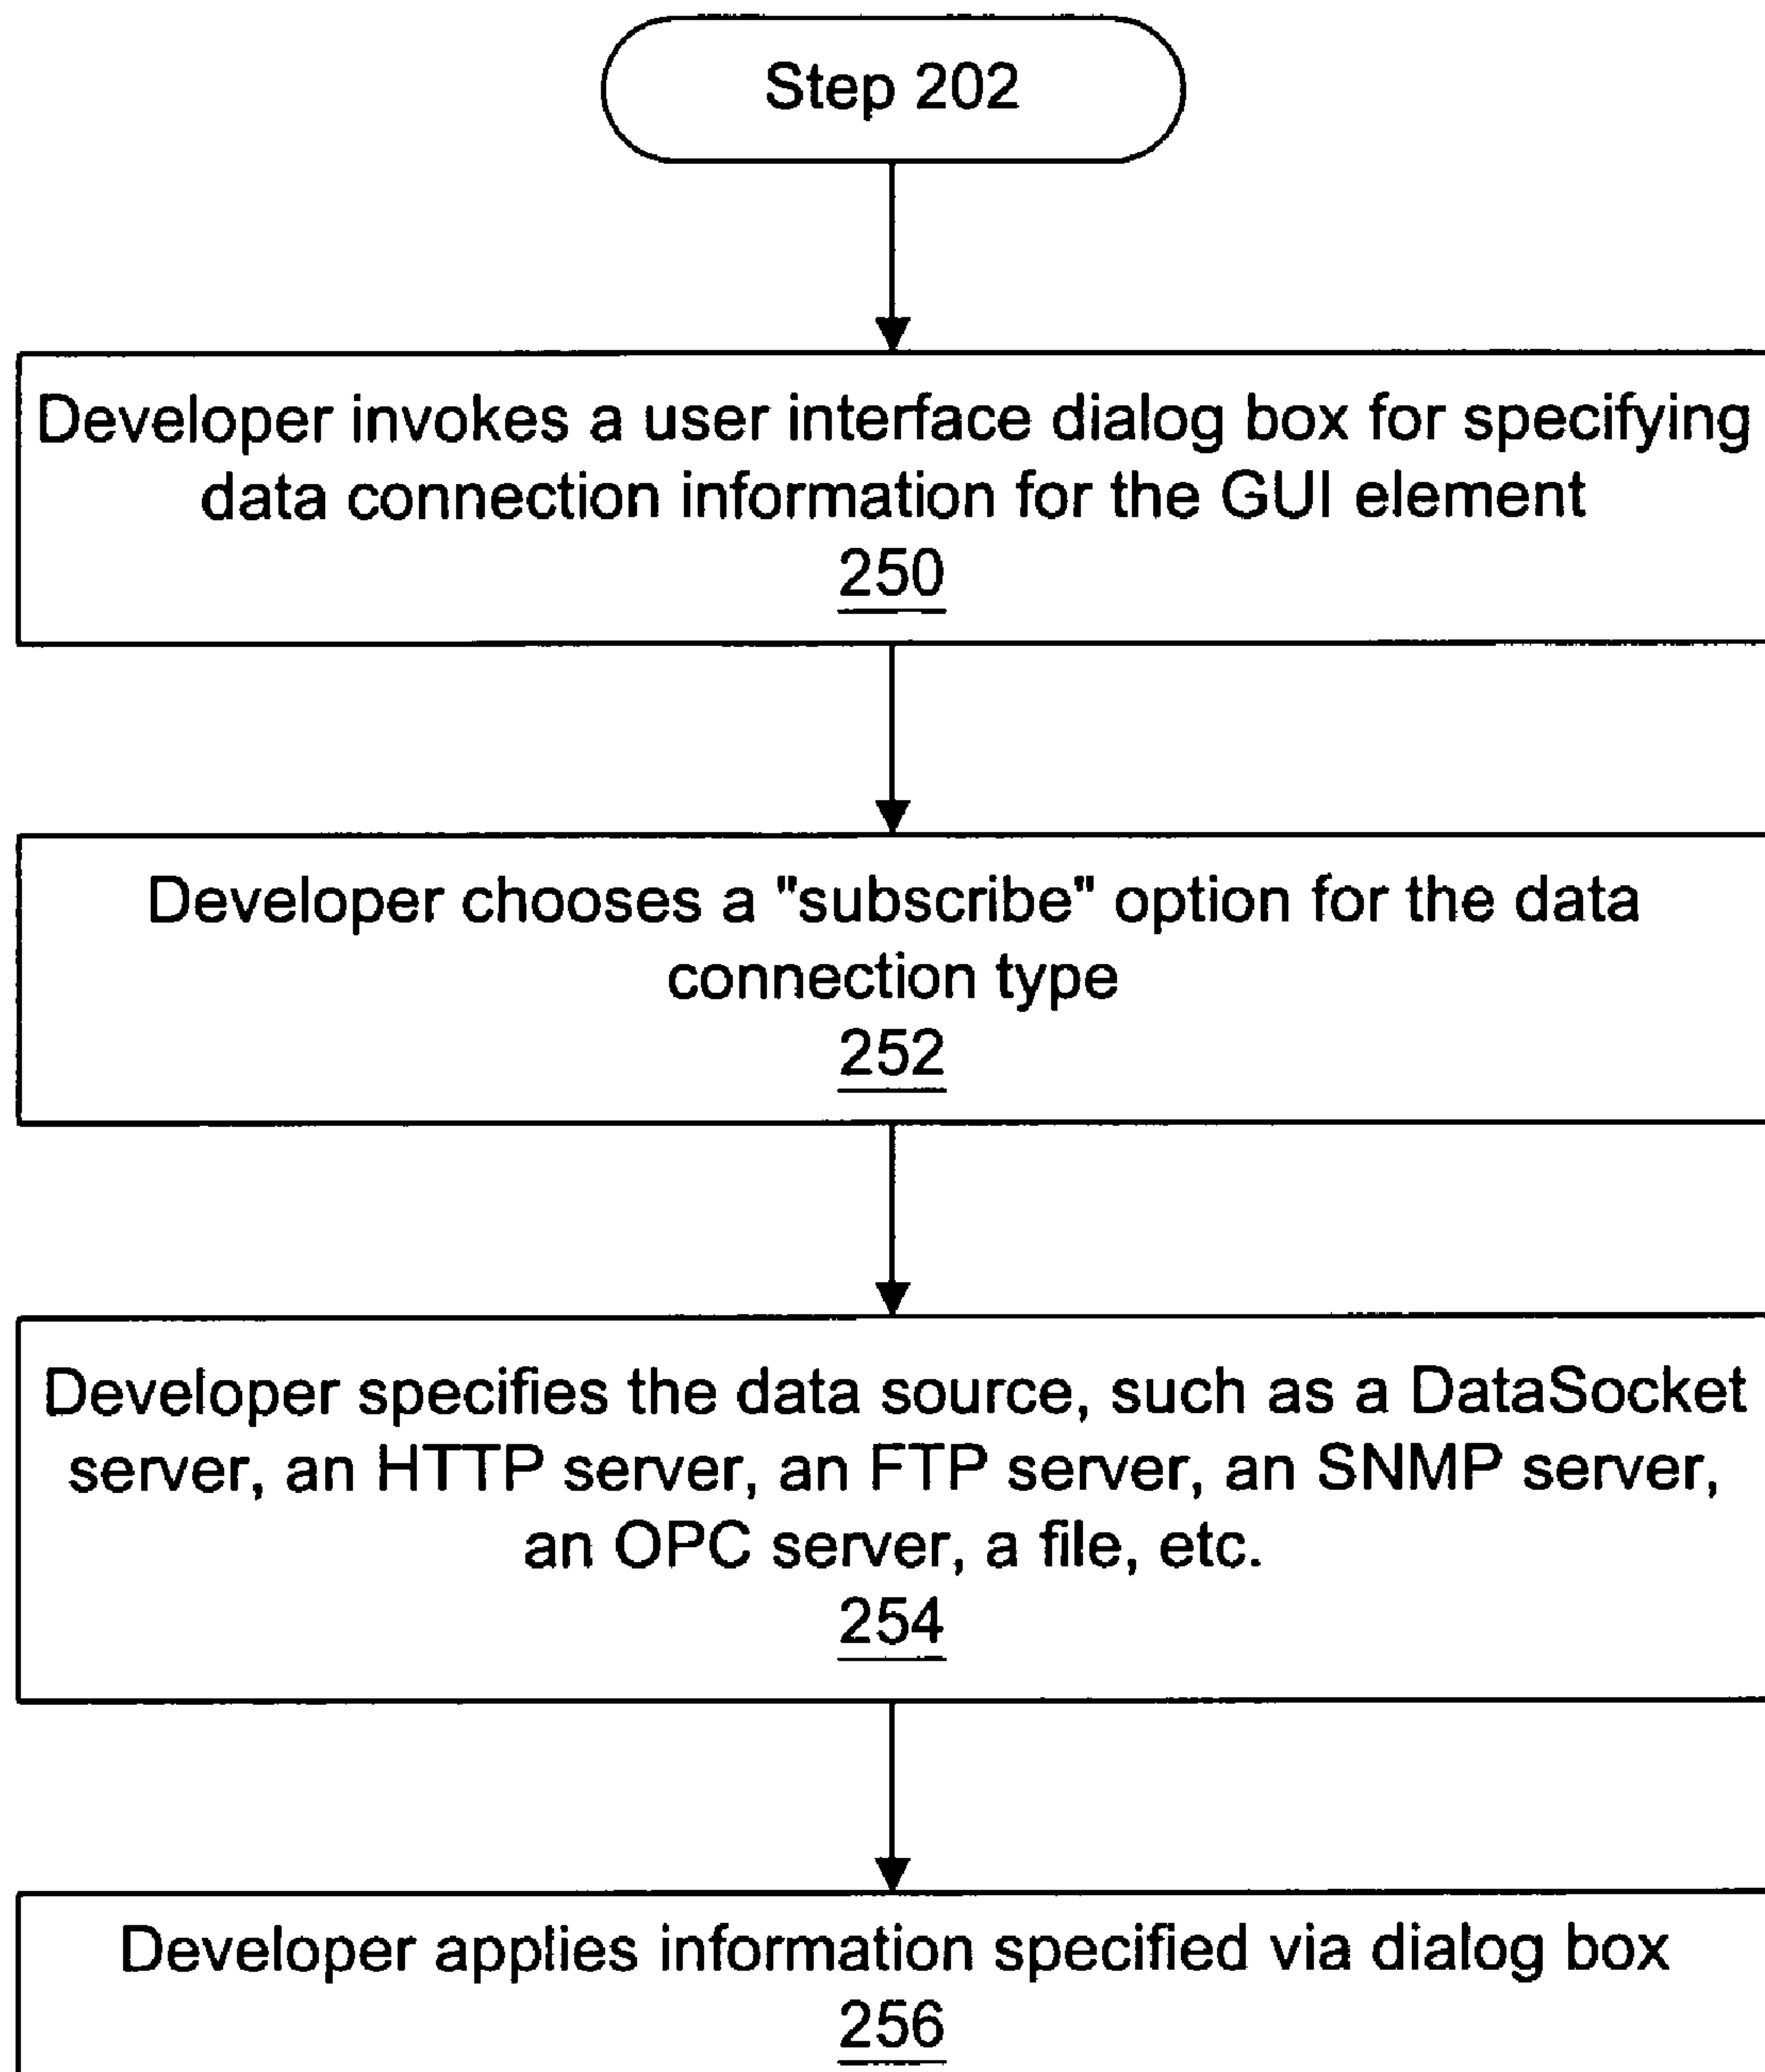 Step 202
Developer invokes a user interface dialog box for specifying
data connection information for the GUI element
250
Developer chooses a "subscribe" option for the data
connection type
252
Developer specifies the data source, such as a DataSocket
server, an HTTP server, an FTP server, an SNMP server,
an OPC server, a file, etc.
254
Developer applies information specified via dialog box
256